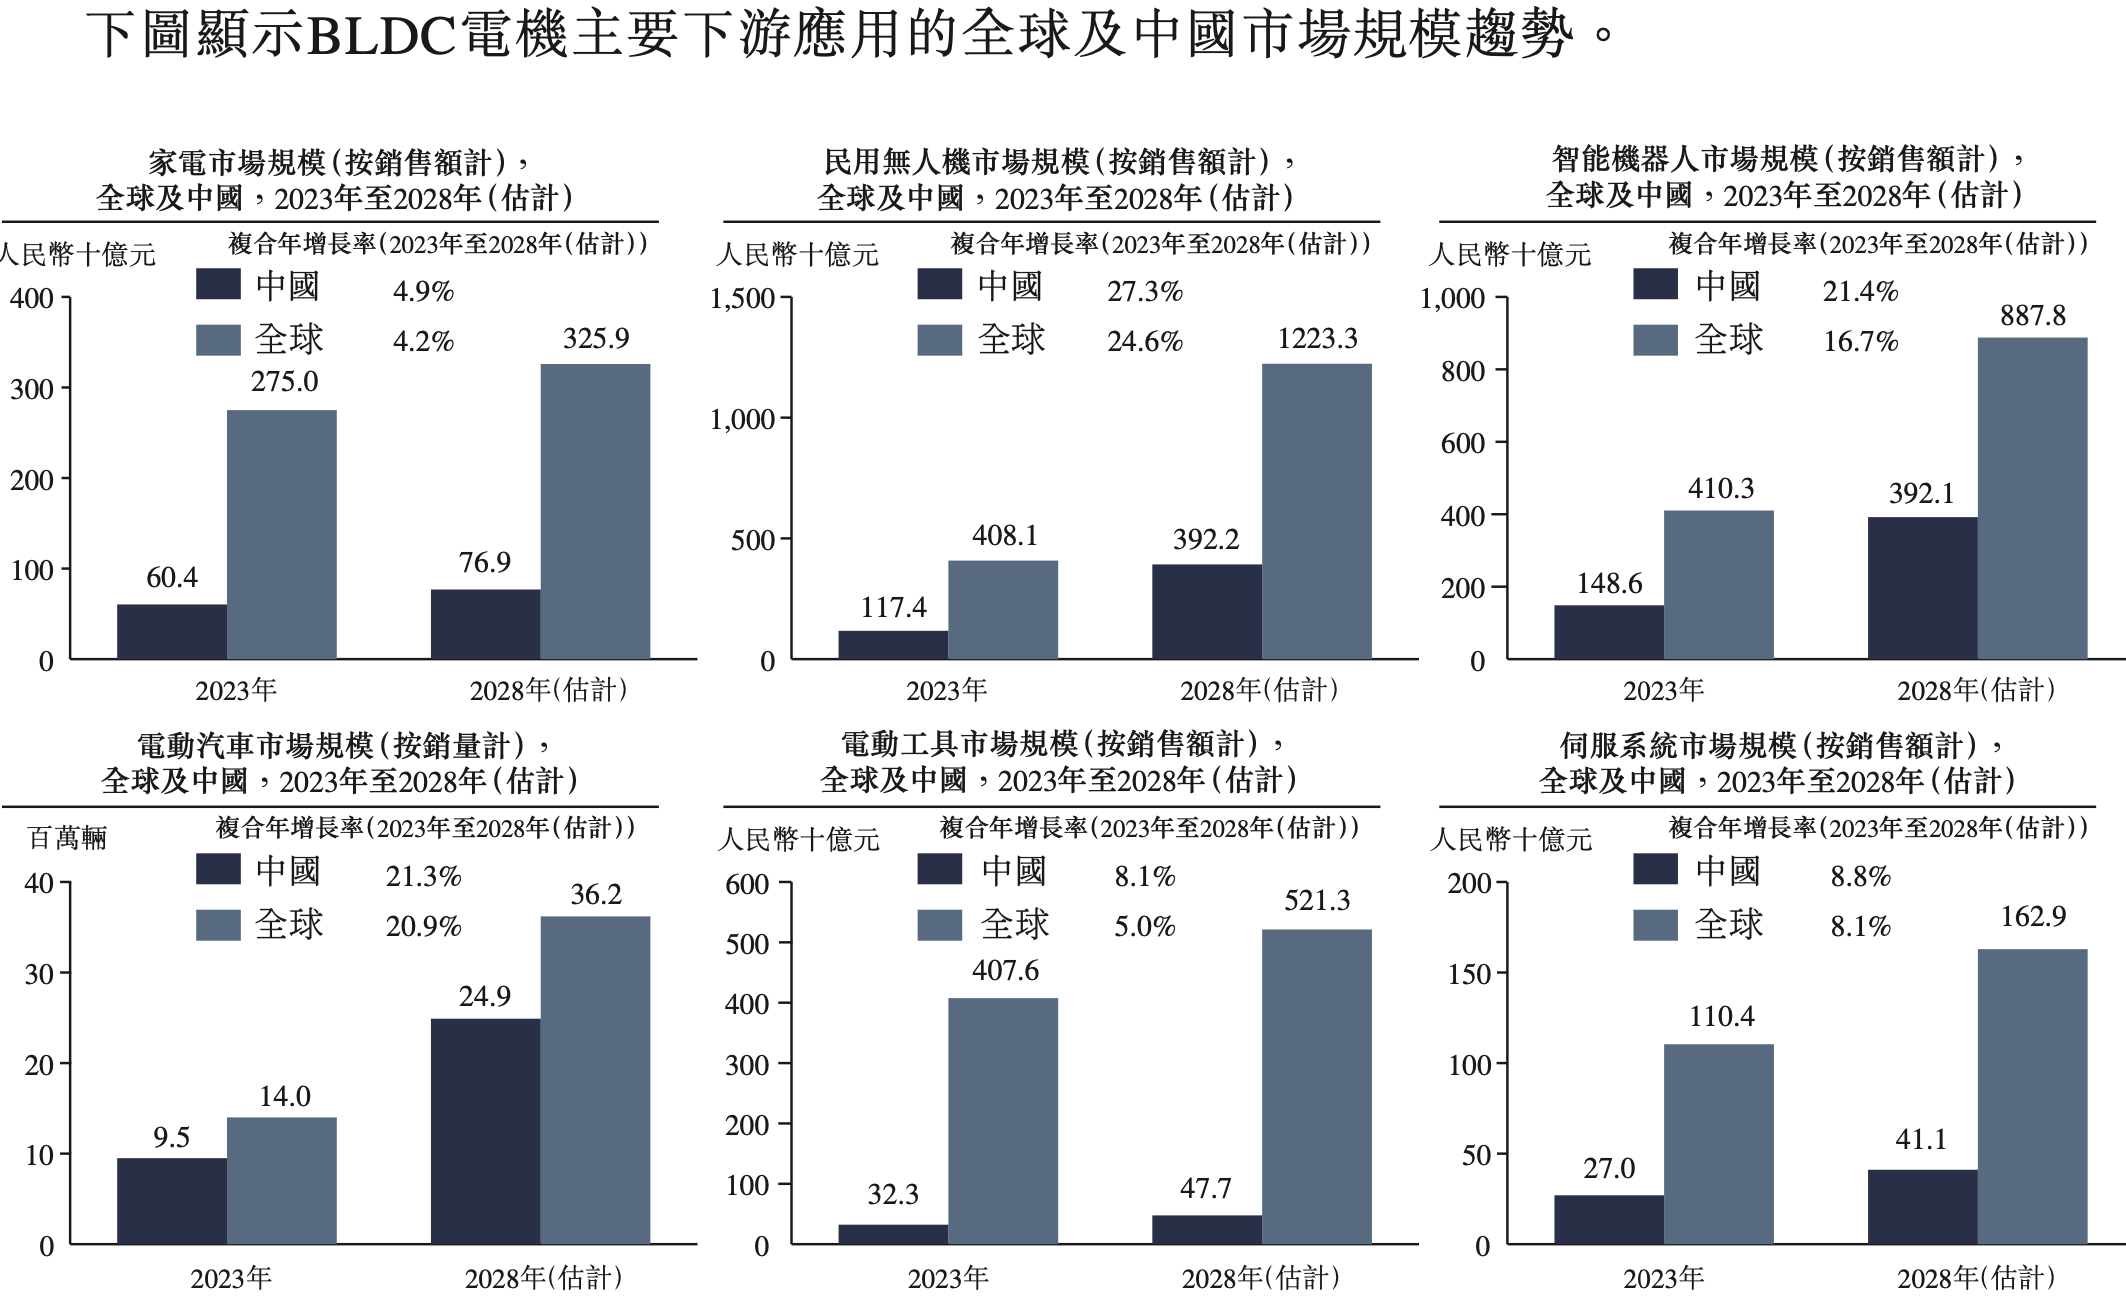 下圖顯示BLDC電機主要下游應用的全球及中國市場規模趨勢。
家電市場規模(按銷售額計),
全球及中國,2023年至2028年(估計)
人民幣十億元
複合年增長率(2023年至2028年(估計))
中國 4.9%
全球 4.2%
400
300
200
100
0
60.4
275.0
76.9
325.9
2023年
2028年(估計)
民用無人機市場規模(按銷售額計),
全球及中國,2023年至2028年(估計)
人民幣十億元
複合年增長率(2023年至2028年(估計))
中國 27.3%
全球 24.6%
1,500
1,000
500
0
117.4
408.1
392.2
1223.3
2023年
2028年(估計)
智能機器人市場規模(按銷售額計),
全球及中國,2023年至2028年(估計)
人民幣十億元
複合年增長率(2023年至2028年(估計))
中國 21.4%
全球 16.7%
1,000
800
600
400
200
0
148.6
410.3
392.1
887.8
2023年
2028年(估計)
電動汽車市場規模(按銷量計),
全球及中國,2023年至2028年(估計)
百萬輛
複合年增長率(2023年至2028年(估計))
中國 21.3%
全球 20.9%
40
30
20
10
0
9.5
14.0
24.9
36.2
2023年
2028年(估計)
電動工具市場規模(按銷售額計),
全球及中國,2023年至2028年(估計)
人民幣十億元
複合年增長率(2023年至2028年(估計))
中國 8.1%
全球 5.0%
600
500
400
300
200
100
0
32.3
407.6
47.7
521.3
2023年
2028年(估計)
伺服系統市場規模(按銷售額計),
全球及中國,2023年至2028年(估計)
人民幣十億元
複合年增長率(2023年至2028年(估計))
中國 8.8%
全球 8.1%
200
150
100
50
0
27.0
110.4
41.1
162.9
2023年
2028年(估計)